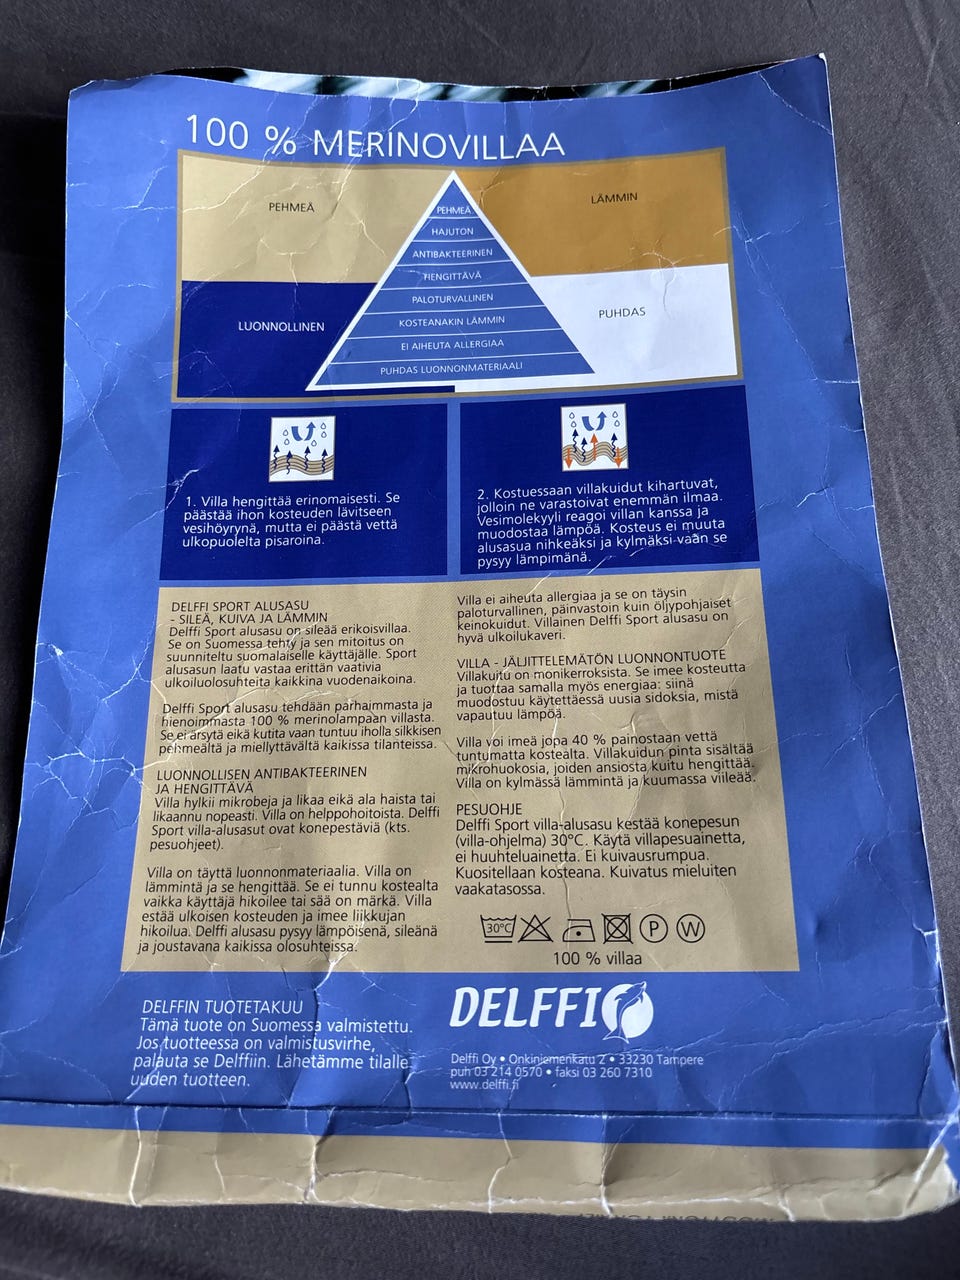 100 % MERINOVILLAA
PEHMEÄ
LÄMMIN
LUONNOLLINEN
PUHDAS
PEHMEÄ
HAJUTON
ANTIBAKTEERINEN
HENGITTÄVÄ
PALOTURVALLINEN
KOSTEANAKIN LÄMMIN
EI AIHEUTA ALLERGIAA
PUHDAS LUONNONMATERIAALI
1. Villa hengittää erinomaisesti. Se
päästää ihon kosteuden lävitseen
vesihöyrynä, mutta ei päästä vettä
ulkopuolelta pisaroina.
2. Kostuessaan villakuidut kihartuvat,
jolloin ne varastoivat enemmän ilmaa.
Vesimolekyyli reagoi villan kanssa ja
muodostaa lämpöä. Kosteus ei muuta
alusasua nihkeäksi ja kylmäksi vaan se
pysyy lämpimänä.
DELFFI SPORT ALUSASU
- SILEÄ, KUIVA JA LÄMMIN
Delffi Sport alusasu on sileää erikoisvillaa.
Se on Suomessa tehty ja sen mitoitus on
suunniteltu suomalaiselle käyttäjälle. Sport
alusasun laatu vastaa erittän vaativia
ulkoiluolosuhteita kaikkina vuodenaikoina.
Delffi Sport alusasu tehdään parhaimmasta ja
hienoimmasta 100 % merinolampaan villasta.
Se ei ärsytä eikä kutita vaan tuntuu iholla silkkisen
pehmeältä ja miellyttävältä kaikissa tilanteissa.
LUONNOLLISEN ANTIBAKTEERINEN
JA HENGITTÄVÄ
Villa hylkii mikrobeja ja likaa eikä ala haista tai
likaannu nopeasti. Villa on helppohoitoista. Delffi
Sport villa-alusasut ovat konepestäviä (kts.
pesuohjeet).
Villa on täyttä luonnonmateriaalia. Villa on
lämmintä ja se hengittää. Se ei tunnu kostealta
vaikka käyttäjä hikoilee tai sää on märkä. Villa
estää ulkoisen kosteuden ja imee liikkujan
hikoilua. Delffi alusasu pysyy lämpöisenä, sileänä
ja joustavana kaikissa olosuhteissa.
Villa ei aiheuta allergiaa ja se on täysin
paloturvallinen, päinvastoin kuin öljypohjaiset
keinokuidut. Villainen Delffi Sport alusasu on
hyvä ulkoilukaveri.
VILLA - JÄLJITTELEMÄTÖN LUONNONTUOTE
Villakuitu on monikerroksista. Se imee kosteutta
ja tuottaa samalla myös energiaa: siinä
muodostuu käytettäessä uusia sidoksia, mistä
vapautuu lämpöä.
Villa voi imeä jopa 40 % painostaan vettä
tuntumatta kostealta. Villakuidun pinta sisältää
mikrohuokosia, joiden ansiosta kuitu hengittää.
Villa on kylmässä lämmintä ja kuumassa viileää.
PESUOHJE
Delffi Sport villa-alusasu kestää konepesun
(villa-ohjelma) 30°C. Käytä villapesuainetta,
ei huuhteluainetta. Ei kuivausrumpua.
Kuositellaan kosteana. Kuivatus mieluiten
vaakatasossa.
30°C P W
100 % villaa
DELFFIN TUOTETAKUU
Tämä tuote on Suomessa valmistettu.
Jos tuotteessa on valmistusvirhe,
palauta se Delffiin. Lähetämme tilalle
uuden tuotteen.
DELFFI
Delffi Oy • Onkiniemenkatu 2 • 33230 Tampere
puh 03 214 0570 • faksi 03 260 7310
www.delffi.fi